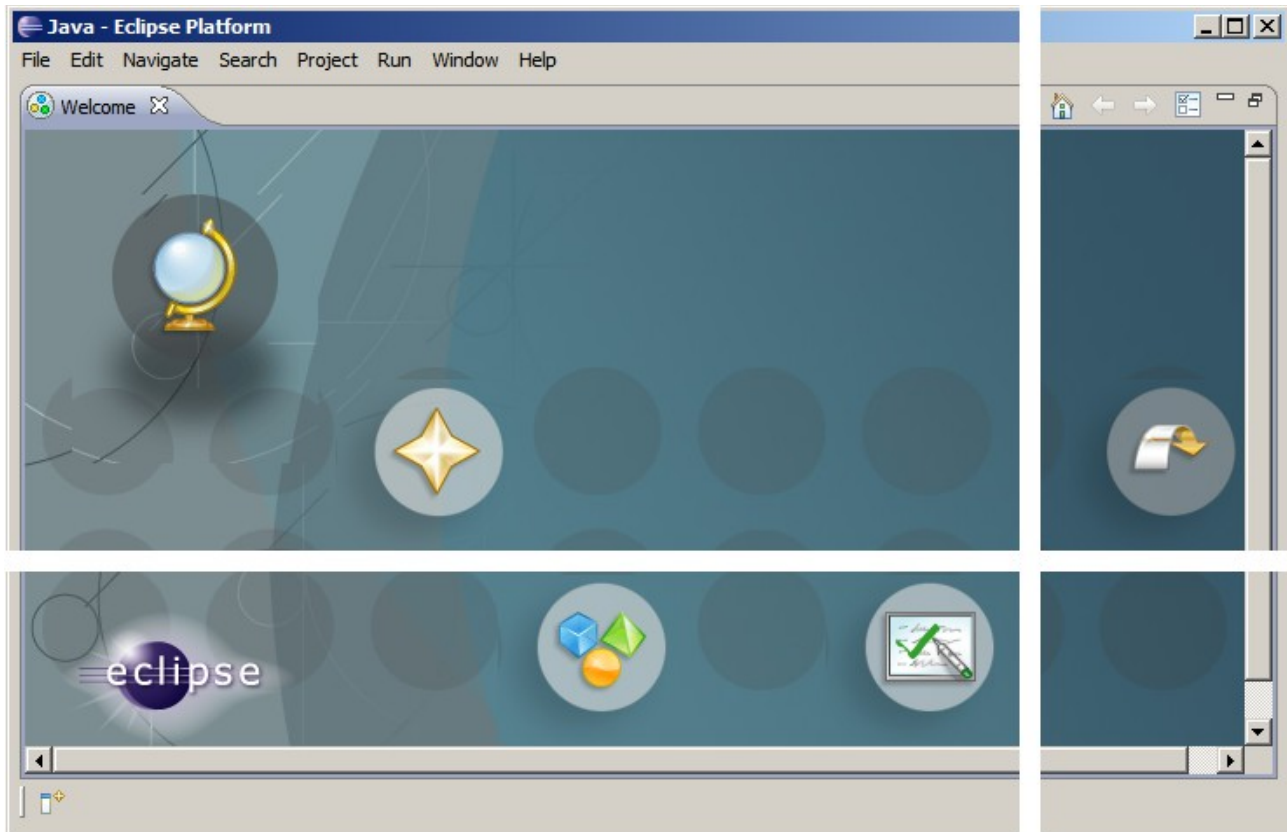 Java - Eclipse Platform
File Edit Navigate Search Project Run Window Help
Welcome
eclipse